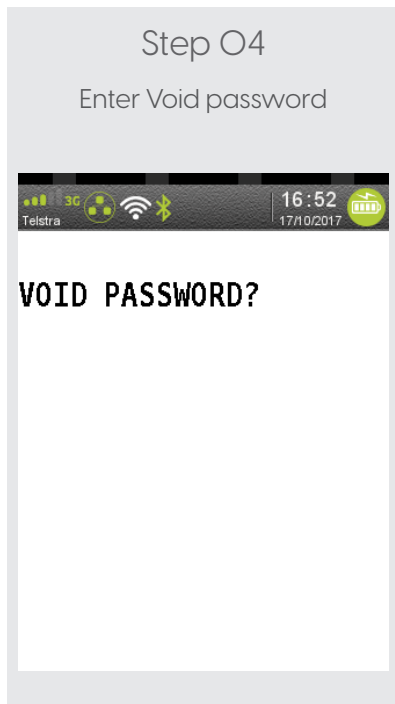 Step 04
Enter Void password
3G
16:52
Telstra
17/10/2017
VOID PASSWORD?